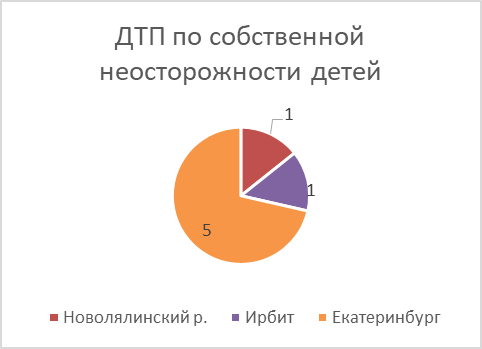 ДТП по собственной
неосторожности детей
1
1
5
Новолялинский р. Ирбит Екатеринбург